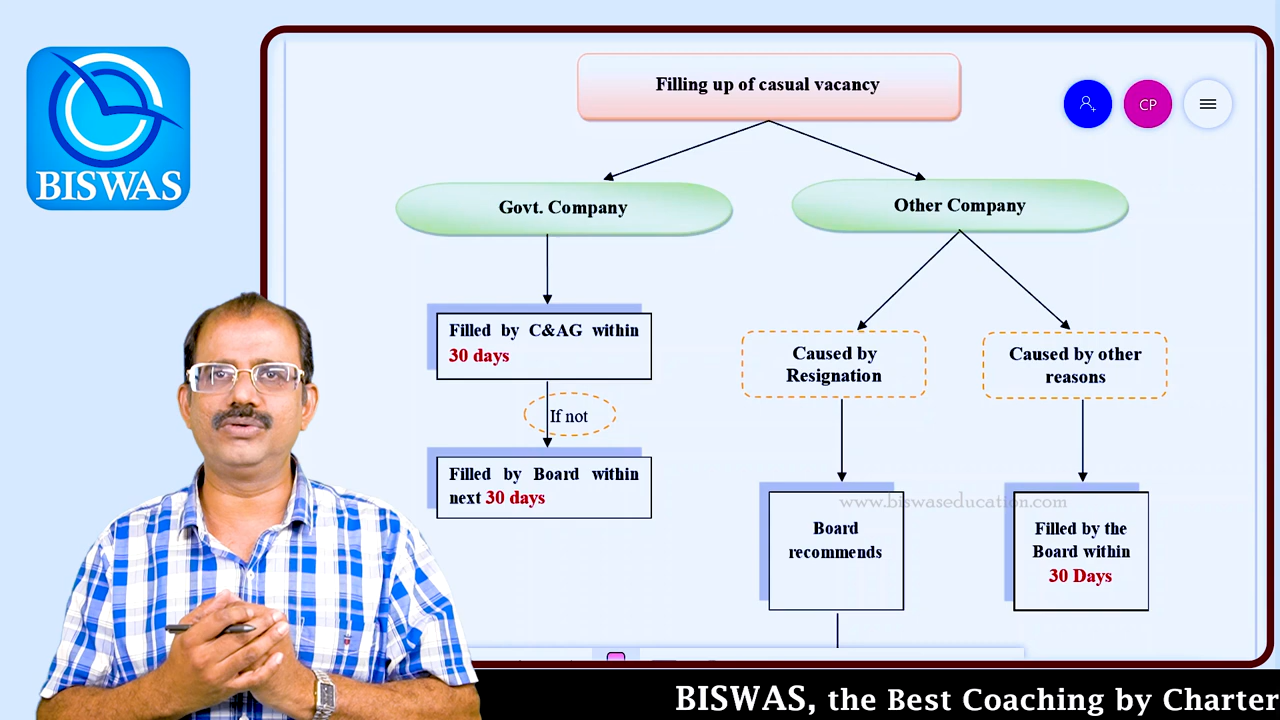 BISWAS
Filling up of casual vacancy
CP
Govt. Company
Other Company
Filled by C&AG within
30 days
If not
Filled by Board within
next 30 days
Caused by
Resignation
Caused by other
reasons
www.biswaseducation.com
Board
recommends
Filled by the
Board within
30 Days
BISWAS, the Best Coaching by Charter